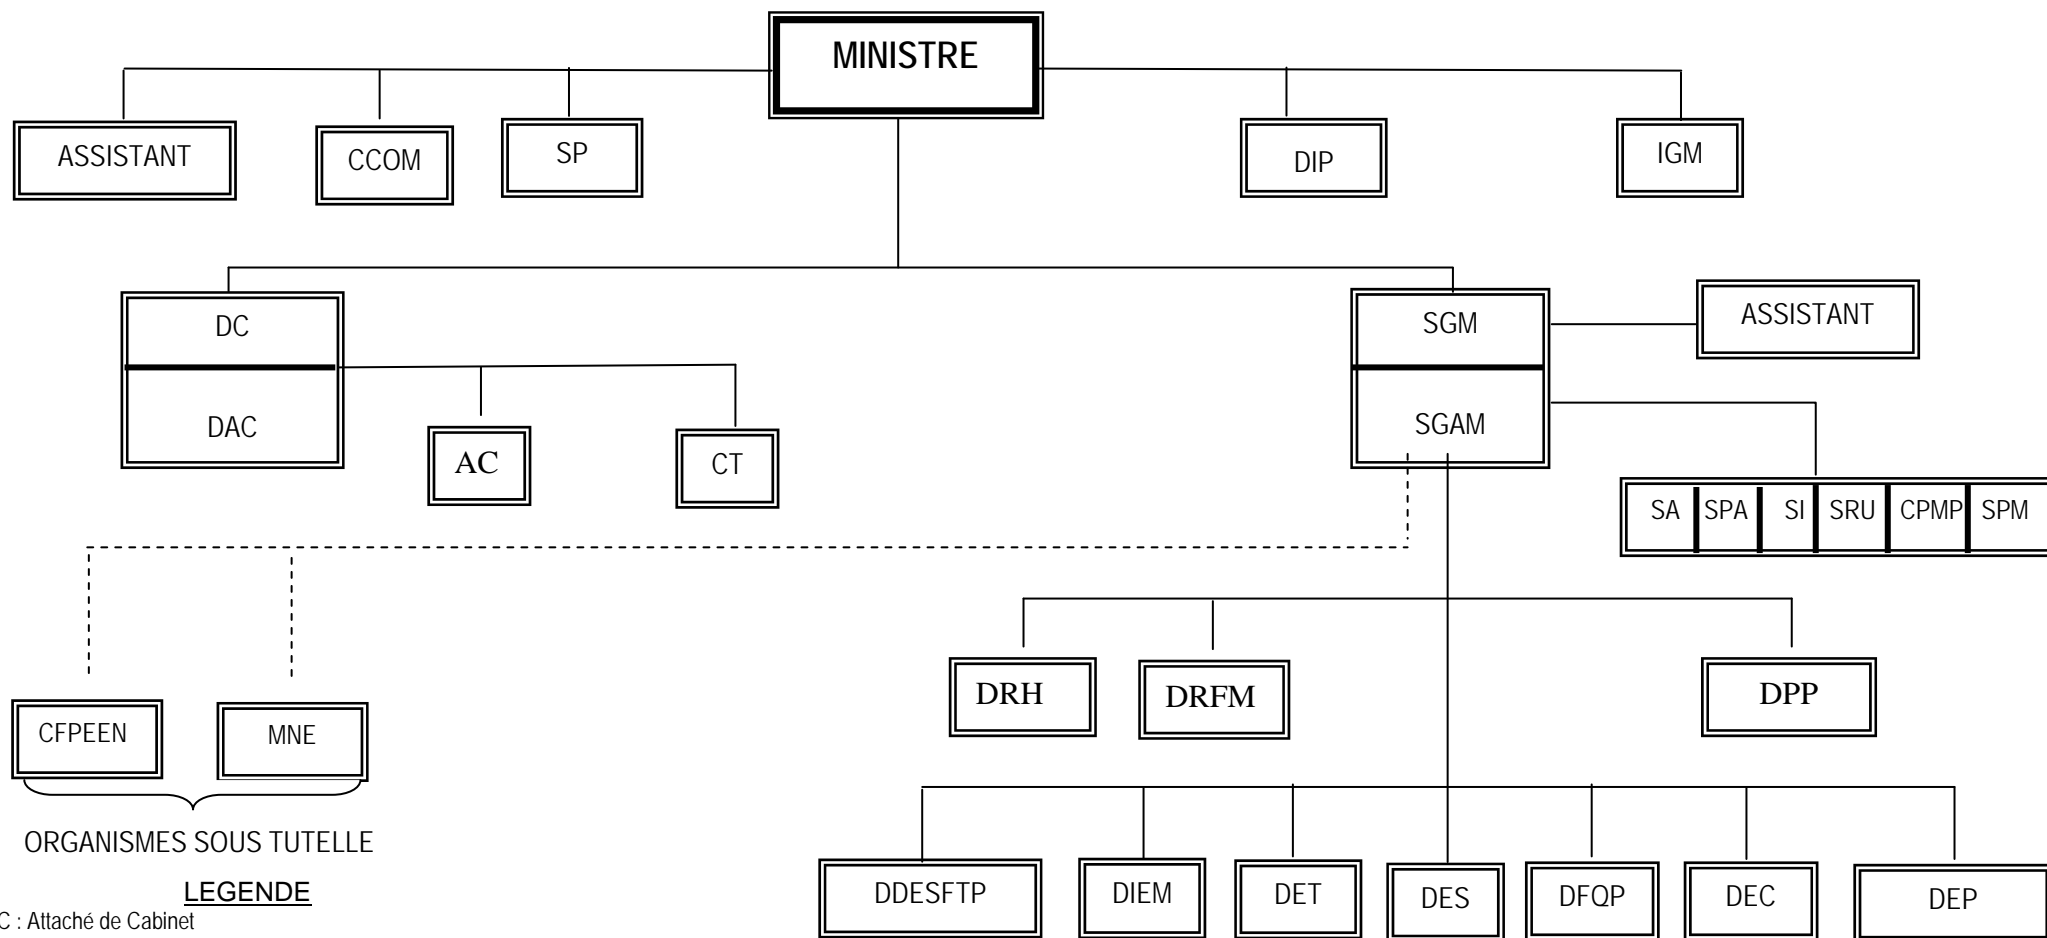 MINISTRE
ASSISTANT
CCOM
SP
DIP
IGM
DC
DAC
AC
CT
SGM
SGAM
ASSISTANT
SA SPA SI SRU CPMP SPM
DRH
DRFM
DPP
CFPEEN
MNE
ORGANISMES SOUS TUTELLE
DDESFTP
DIEM
DET
DES
DFQP
DEC
DEP
LEGENDE
C : Attaché de Cabinet